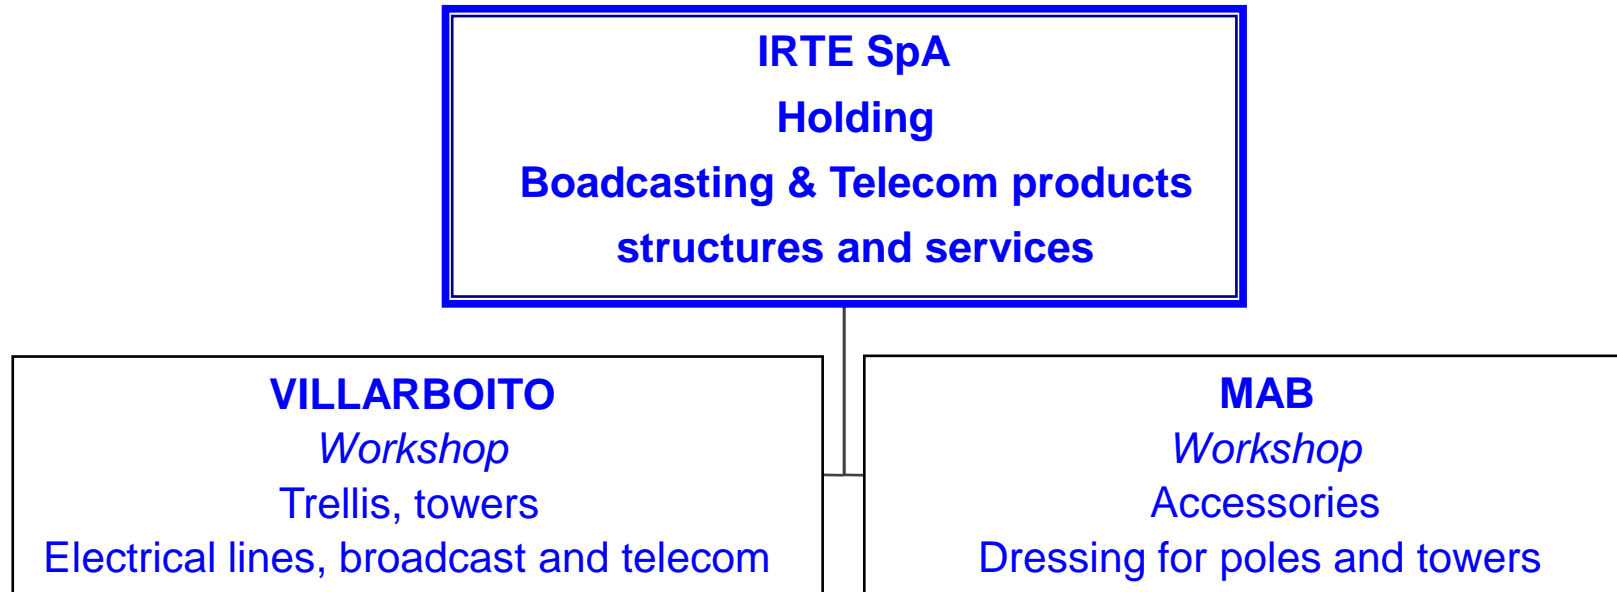 IRTE SpA
Holding
Boadcasting & Telecom products
structures and services
VILLARBOITO
Workshop
Trellis, towers
Electrical lines, broadcast and telecom
MAB
Workshop
Accessories
Dressing for poles and towers